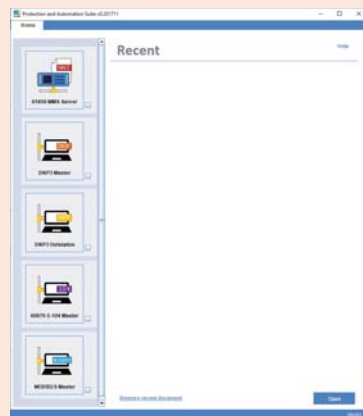 Protection and Automation Suite v3.201711
Home
Recent
Help
61850 MMS Server
DNP3 Master
DNP3 Outstation
60870-5-104 Master
MODBUS Master
Remove recent document
Open